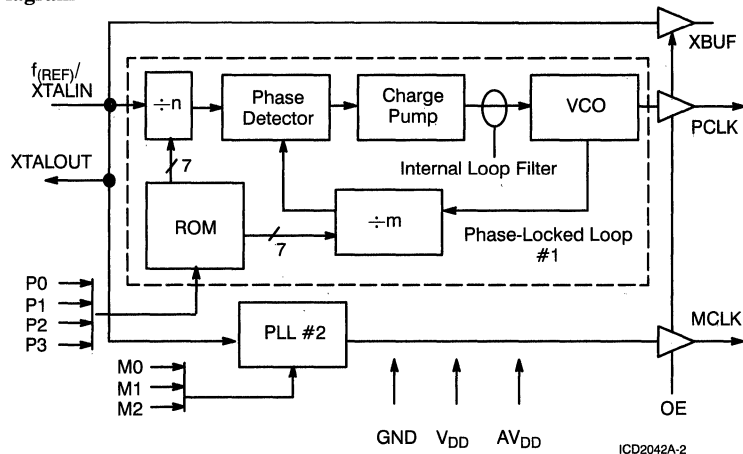 XBUF
f(REF)/
XTALIN
÷n
Phase
Detector
Charge
Pump
VCO
PCLK
7
Internal Loop Filter
XTALOUT
ROM
÷m
7
Phase-Locked Loop
#1
P0
P1
P2
P3
PLL #2
MCLK
M0
M1
M2
OE
GND
VDD
AVDD
ICD2042A-2